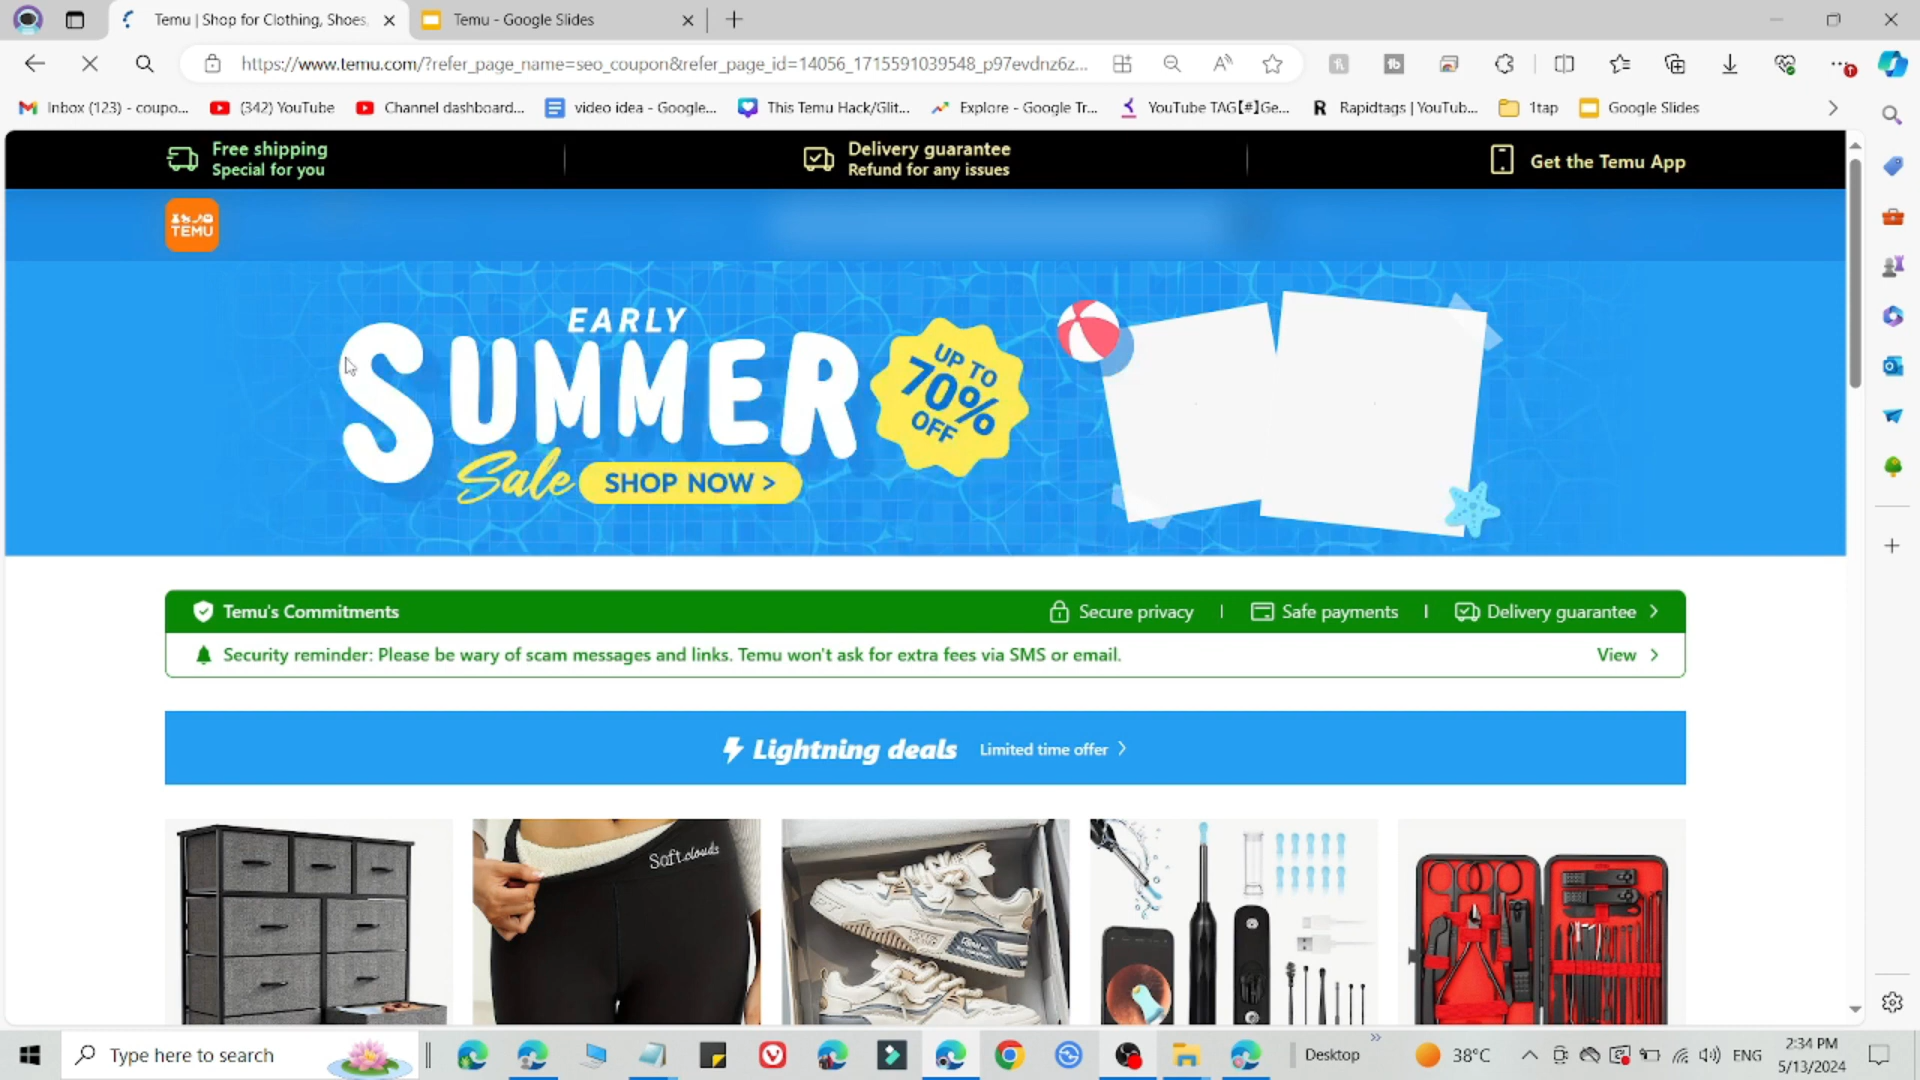 Temu | Shop for Clothing, Shoes,
Temu - Google Slides
https://www.temu.com/?refer_page_name=seo_coupon&refer_page_id=14056_1715591039548_p97evdnz6z...
Inbox (123) - coupo...
(342) YouTube
Channel dashboard...
video idea - Google...
This Temu Hack/Glit...
Explore - Google Tr...
YouTube TAG【#】Ge...
Rapidtags | YouTub...
1tap
Google Slides
Free shipping
Special for you
Delivery guarantee
Refund for any issues
Get the Temu App
TEMU
EARLY
SUMMER
Sale
SHOP NOW >
UP TO
70%
OFF
Temu's Commitments
Secure privacy
Safe payments
Delivery guarantee >
Security reminder: Please be wary of scam messages and links. Temu won't ask for extra fees via SMS or email.
View >
Lightning deals
Limited time offer >
Soft clouds
Type here to search
Desktop
38°C
ENG
2:34 PM
5/13/2024